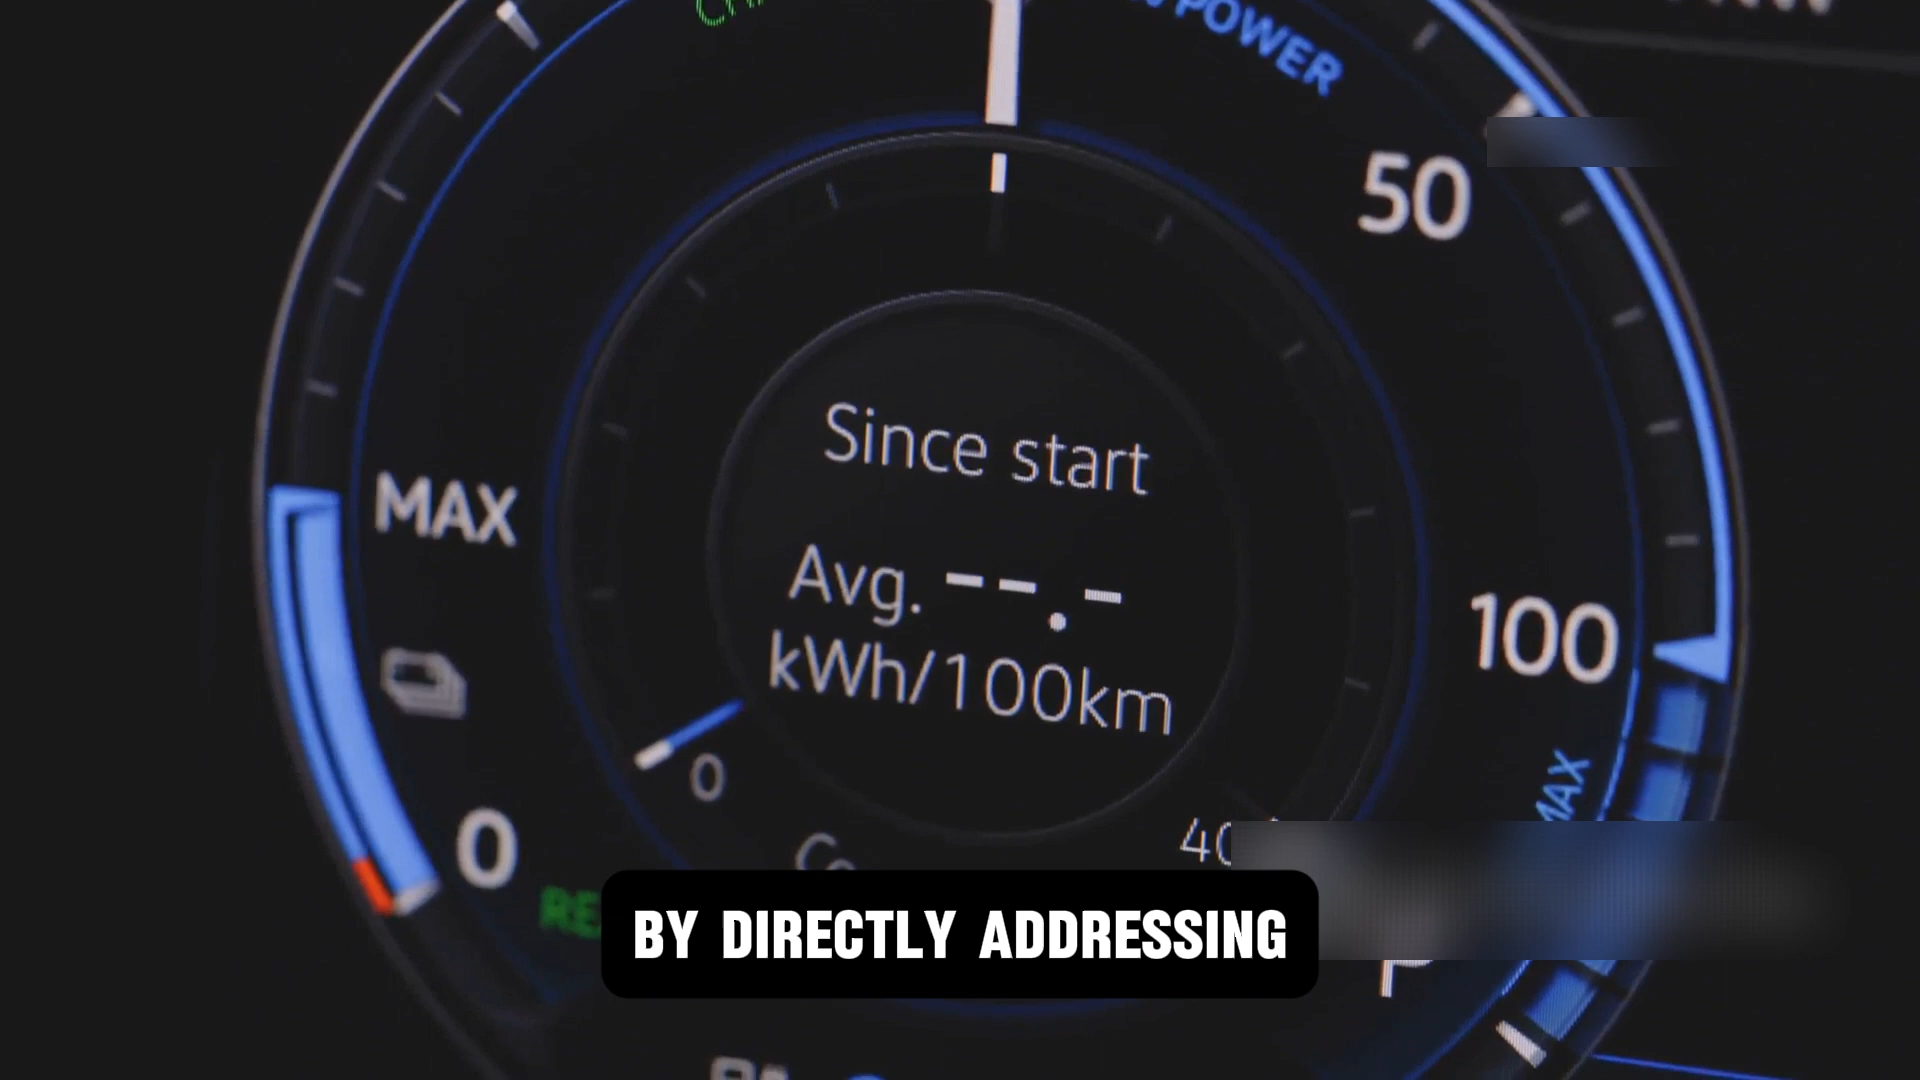 POWER
50
Since start
MAX
Avg. --.-
kWh/100km
100
0
0
MAX
BY DIRECTLY ADDRESSING